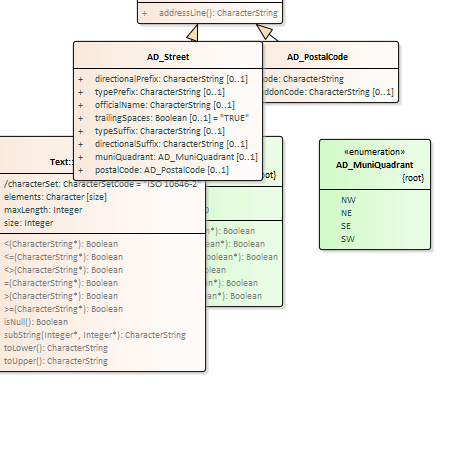 + addressLine(): CharacterString
AD_Street
+ directionalPrefix: CharacterString [0..1]
+ typePrefix: CharacterString [0..1]
+ officialName: CharacterString [0..1]
+ trailingSpaces: Boolean [0..1] = "TRUE"
+ typeSuffix: CharacterString [0..1]
+ directionalSuffix: CharacterString [0..1]
+ muniQuadrant: AD_MuniQuadrant [0..1]
+ postalCode: AD_PostalCode [0..1]
AD_PostalCode
ode: CharacterString
ddonCode: CharacterString [0..1]
«enumeration»
AD_MuniQuadrant
{root}
NW
NE
SE
SW
Text::
/characterSet: CharacterSetCode = "ISO 10646-2"
elements: Character [size]
maxLength: Integer
size: Integer
<(CharacterString*): Boolean
<=(CharacterString*): Boolean
<>(CharacterString*): Boolean
=(CharacterString*): Boolean
>(CharacterString*): Boolean
>=(CharacterString*): Boolean
isNull(): Boolean
subString(Integer*, Integer*): CharacterString
toLower(): CharacterString
toUpper(): CharacterString
oot}
n*): Boolean
an*): Boolean
oolean*): Boolean
an*): Boolean
n*): Boolean
n*): Boolean